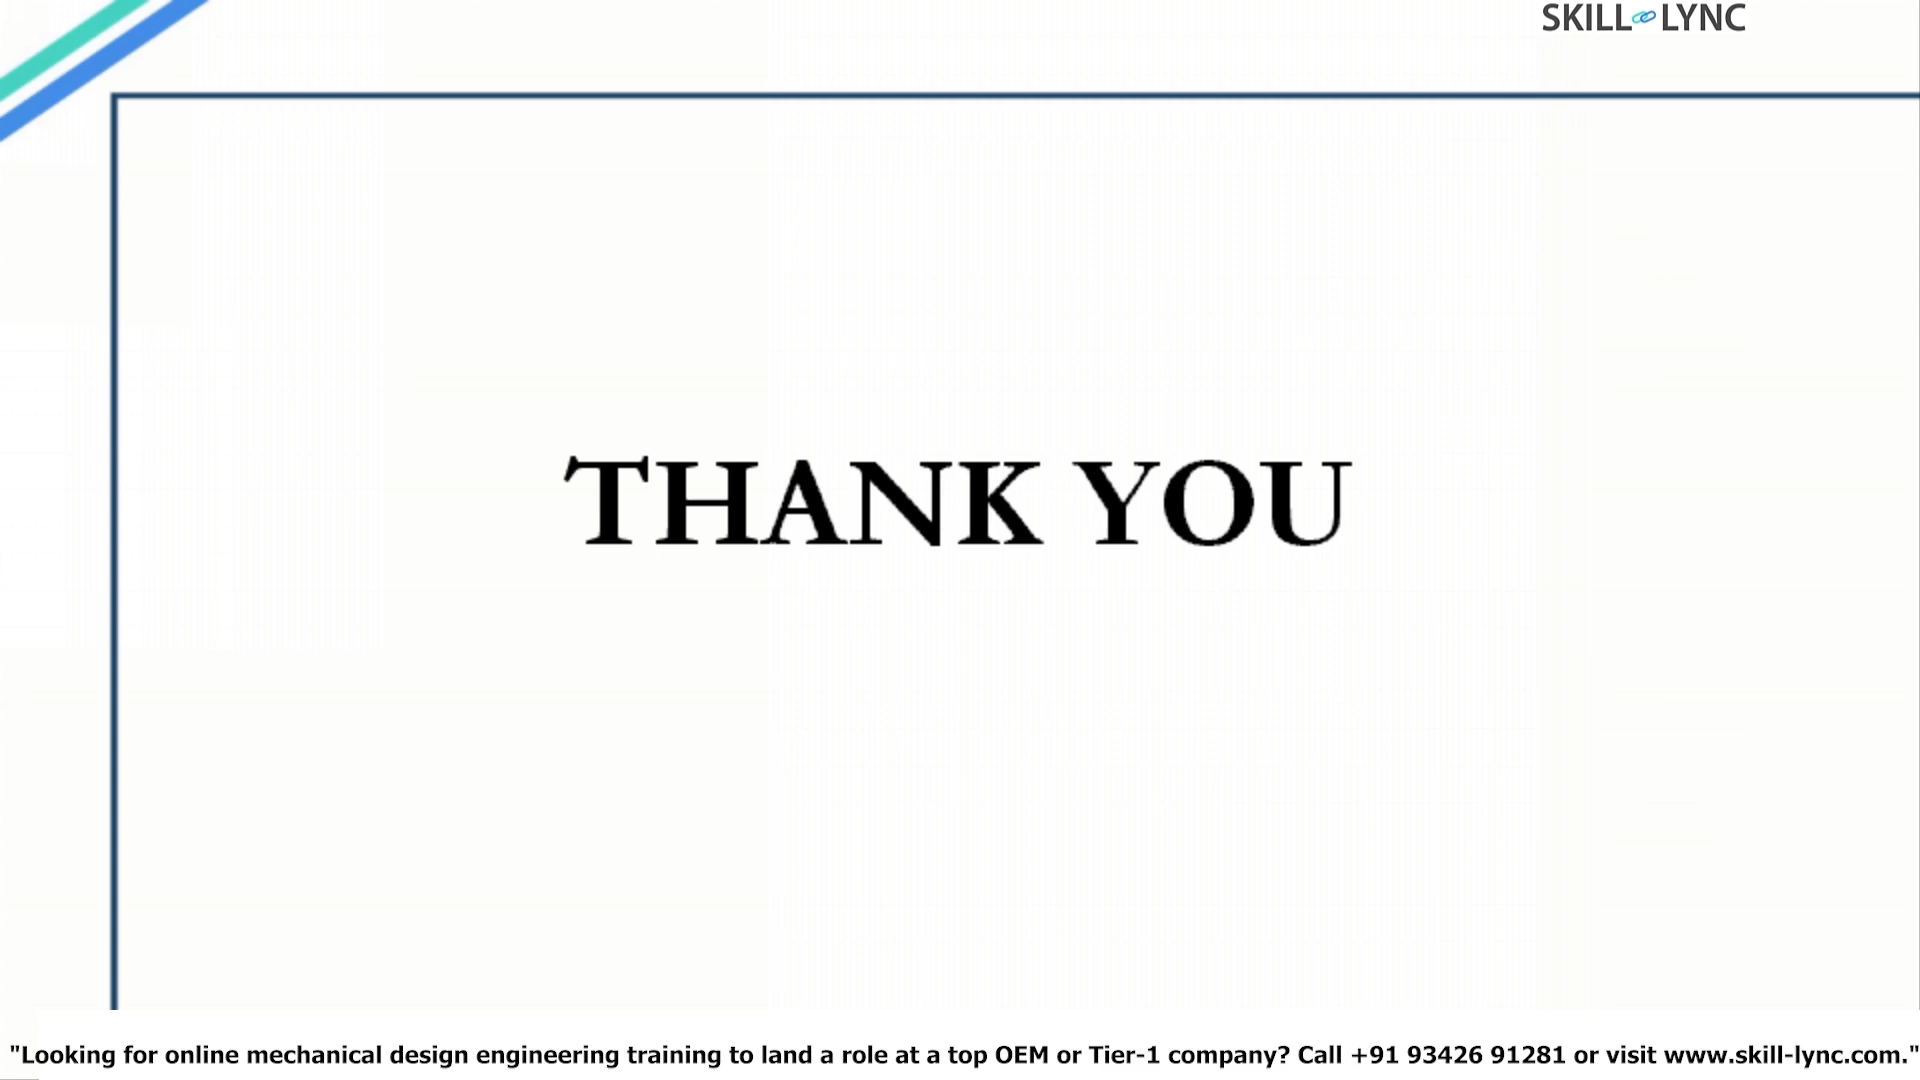 SKILL LYNC
THANK YOU
"Looking for online mechanical design engineering training to land a role at a top OEM or Tier-1 company? Call +91 93426 91281 or visit www.skill-lync.com."